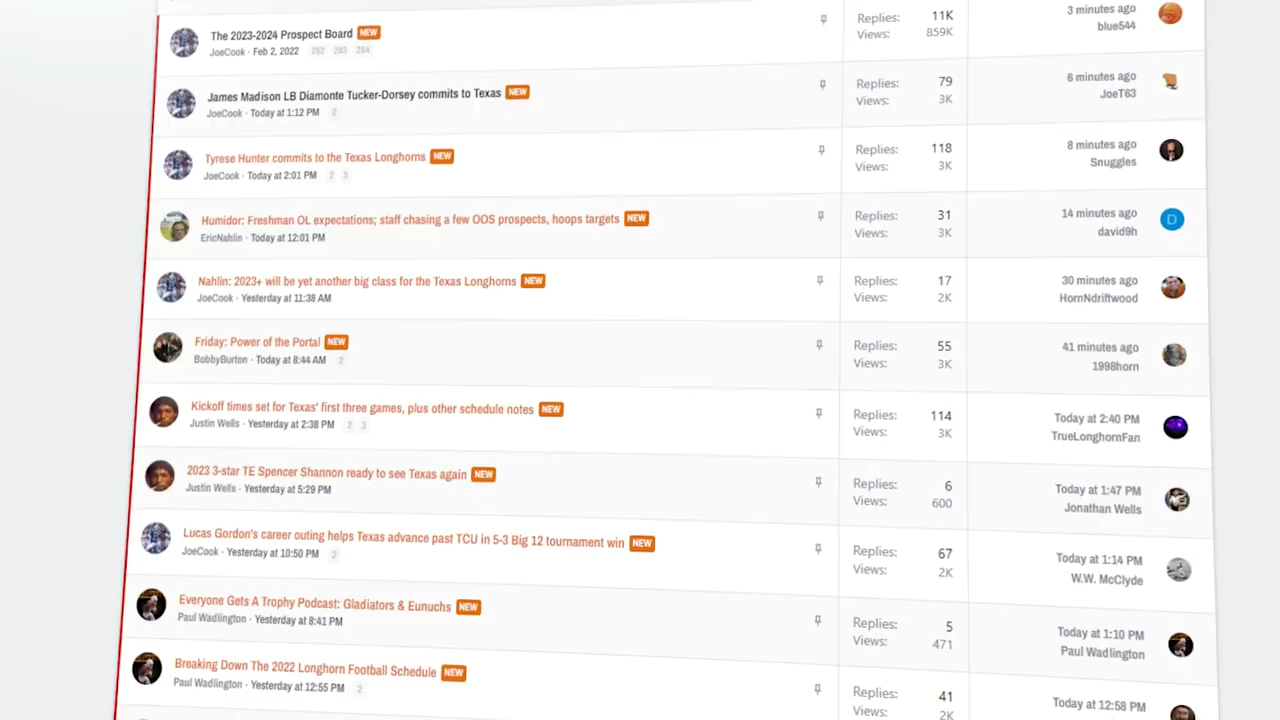 The 2023-2024 Prospect Board NEW
JoeCook · Feb 2, 2022 282 283 284
Replies: 11K
Views: 859K
3 minutes ago
blue544
James Madison LB Diamonte Tucker-Dorsey commits to Texas NEW
JoeCook · Today at 1:12 PM 2
Replies: 79
Views: 3K
6 minutes ago
JoeT63
Tyrese Hunter commits to the Texas Longhorns NEW
JoeCook · Today at 2:01 PM 2 3
Replies: 118
Views: 3K
8 minutes ago
Snuggles
Humidor: Freshman OL expectations; staff chasing a few OOS prospects, hoops targets NEW
EricNahlin · Today at 12:01 PM
Replies: 31
Views: 3K
14 minutes ago
david9h
D
Nahlin: 2023+ will be yet another big class for the Texas Longhorns NEW
JoeCook · Yesterday at 11:38 AM
Replies: 17
Views: 2K
30 minutes ago
HornNdriftwood
Friday: Power of the Portal NEW
BobbyBurton · Today at 8:44 AM 2
Replies: 55
Views: 3K
41 minutes ago
1998horn
Kickoff times set for Texas' first three games, plus other schedule notes NEW
Justin Wells · Yesterday at 2:38 PM 2 3
Replies: 114
Views: 3K
Today at 2:40 PM
TrueLonghornFan
2023 3-star TE Spencer Shannon ready to see Texas again NEW
Justin Wells · Yesterday at 5:29 PM
Replies: 6
Views: 600
Today at 1:47 PM
Jonathan Wells
Lucas Gordon's career outing helps Texas advance past TCU in 5-3 Big 12 tournament win NEW
JoeCook · Yesterday at 10:50 PM 2
Replies: 67
Views: 2K
Today at 1:14 PM
W.W. McClyde
Everyone Gets A Trophy Podcast: Gladiators & Eunuchs NEW
Paul Wadlington · Yesterday at 8:41 PM
Replies: 5
Views: 471
Today at 1:10 PM
Paul Wadlington
Breaking Down The 2022 Longhorn Football Schedule NEW
Paul Wadlington · Yesterday at 12:55 PM 2
Replies: 41
Views: 2K
Today at 12:58 PM